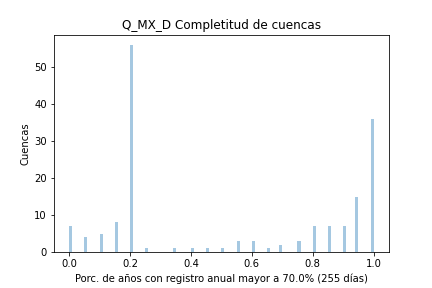 Q_MX_D Completitud de cuencas
Cuencas
50
40
30
20
10
0
0.0 0.2 0.4 0.6 0.8 1.0
Porc. de años con registro anual mayor a 70.0% (255 días)